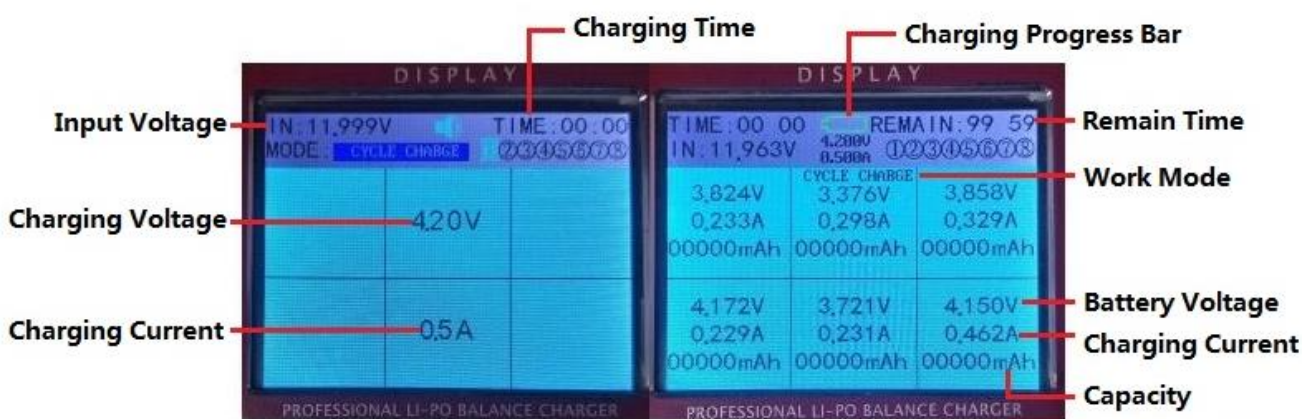 Charging Time
Charging Progress Bar
DISPLAY
DISPLAY
Input Voltage
IN:11,999V TIME:00:00
MODE: CYCLE CHARGE ②③④⑤⑥⑦⑧
TIME:00 00 REMAIN:99 59
IN:11,963V 4.200V 0.500A ①②③④⑤⑥⑦⑧
Remain Time
CYCLE CHARGE
Work Mode
3,824V 3,376V 3,858V
0,233A 0,298A 0,329A
00000mAh 00000mAh 00000mAh
Charging Voltage
4.20V
4,172V 3,721V 4,150V
Battery Voltage
Charging Current
0.5A
0,229A 0,231A 0,462A
Charging Current
00000mAh 00000mAh 00000mAh
Capacity
PROFESSIONAL LI-PO BALANCE CHARGER
PROFESSIONAL LI-PO BALANCE CHARGER